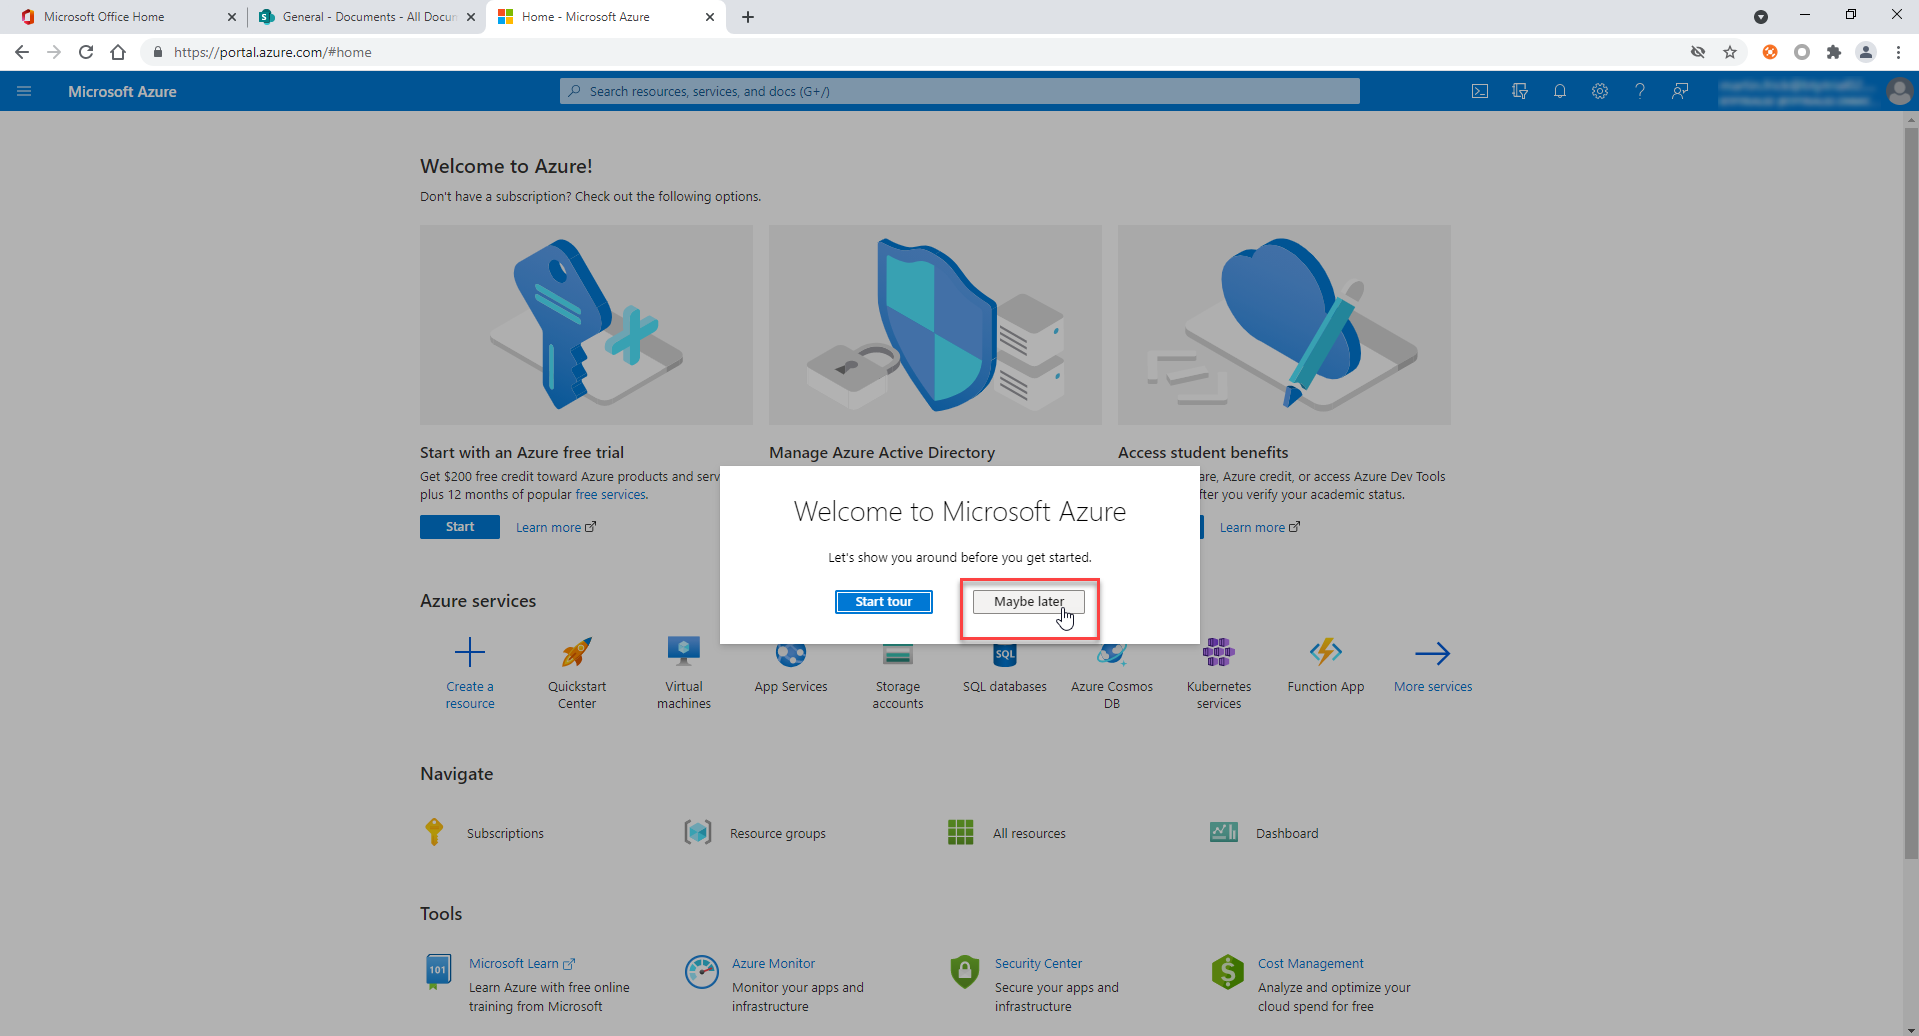 Microsoft Office Home
General - Documents - All Docum
Home - Microsoft Azure
https://portal.azure.com/#home
Microsoft Azure
Search resources, services, and docs (G+/)
Welcome to Azure!
Don't have a subscription? Check out the following options.
Start with an Azure free trial
Get $200 free credit toward Azure products and serv
plus 12 months of popular free services.
Start
Learn more
Manage Azure Active Directory
Access student benefits
are, Azure credit, or access Azure Dev Tools
fter you verify your academic status.
Learn more
Welcome to Microsoft Azure
Let's show you around before you get started.
Start tour
Maybe later
Azure services
Create a
resource
Quickstart
Center
Virtual
machines
App Services
Storage
accounts
SQL
SQL databases
Azure Cosmos
DB
Kubernetes
services
Function App
More services
Navigate
Subscriptions
Resource groups
All resources
Dashboard
Tools
101
Microsoft Learn
Learn Azure with free online
training from Microsoft
Azure Monitor
Monitor your apps and
infrastructure
Security Center
Secure your apps and
infrastructure
$
Cost Management
Analyze and optimize your
cloud spend for free